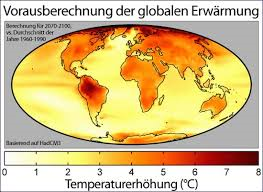 Vorausberechnung der globalen Erwärmung
Berechnung für 2070-2100,
vs. Durchschnitt der
Jahre 1960-1990
Basierend auf HadCM3
0 1 2 3 4 5 6 7 8
Temperaturerhöhung (°C)